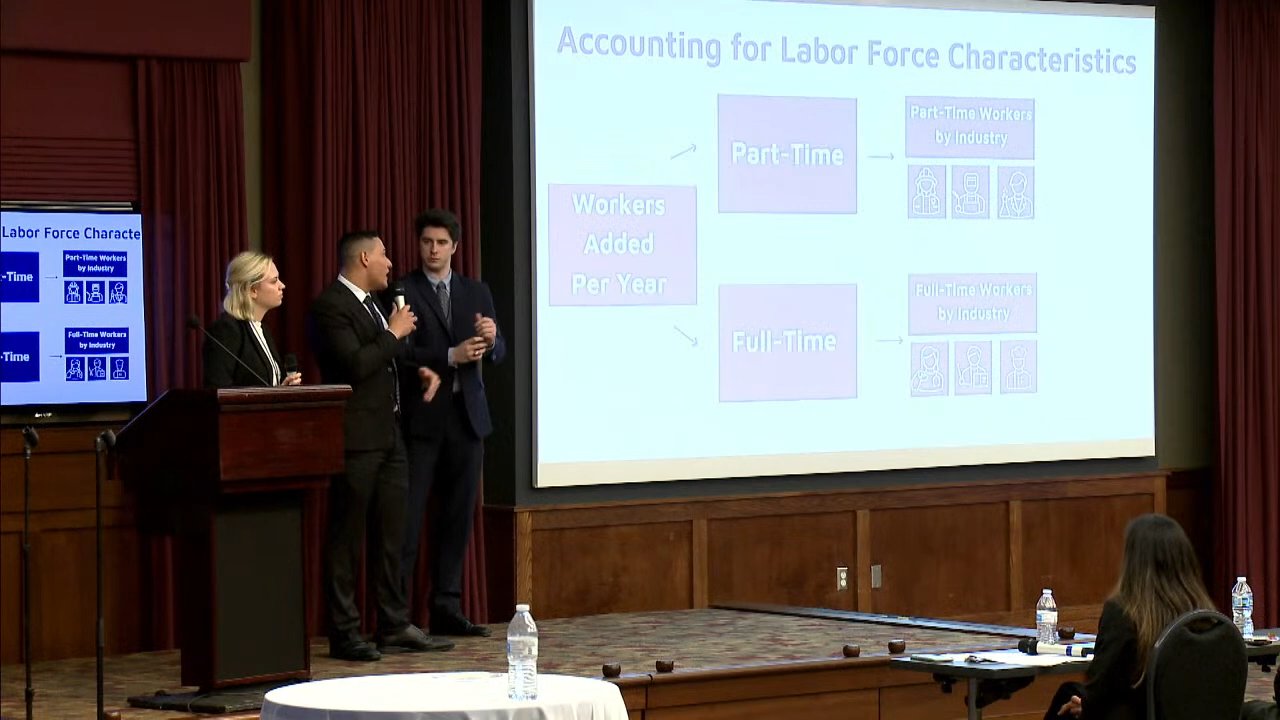 Accounting for Labor Force Characteristics
Part-Time
Part-Time Workers
by Industry
Workers
Added
Per Year
Full-Time
Full-Time Workers
by Industry
Labor Force Characte
-Time
Part-Time Workers
by Industry
-Time
Full-Time Workers
by Industry